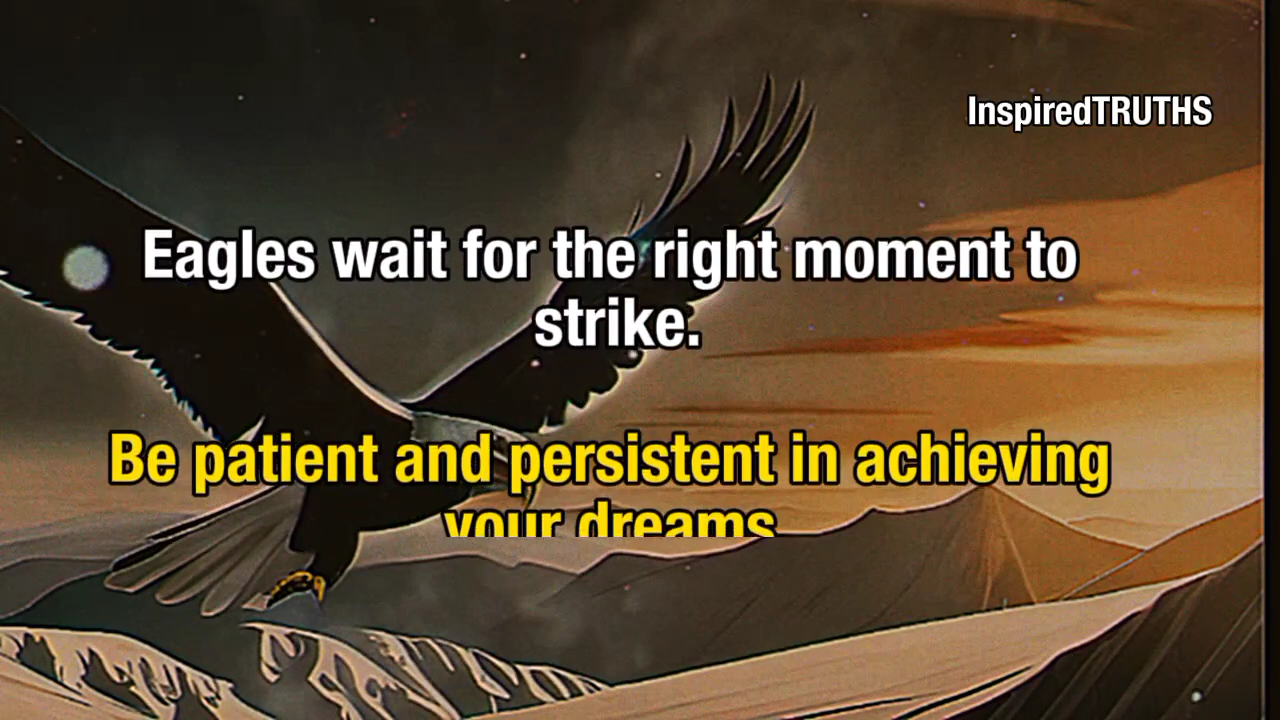 InspiredTRUTHS
Eagles wait for the right moment to
strike.
Be patient and persistent in achieving
your dreams